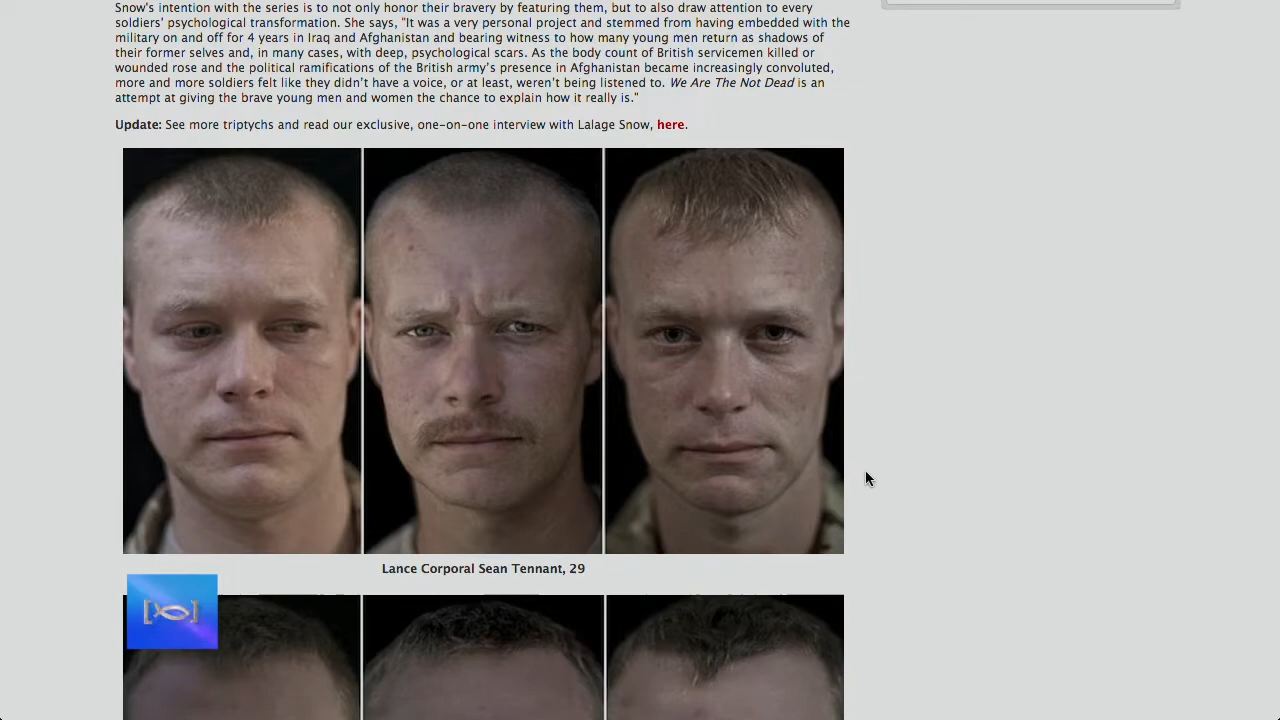 Snow's intention with the series is to not only honor their bravery by featuring them, but to also draw attention to every
soldiers' psychological transformation. She says, "It was a very personal project and stemmed from having embedded with the
military on and off for 4 years in Iraq and Afghanistan and bearing witness to how many young men return as shadows of
their former selves and, in many cases, with deep, psychological scars. As the body count of British servicemen killed or
wounded rose and the political ramifications of the British army's presence in Afghanistan became increasingly convoluted,
more and more soldiers felt like they didn't have a voice, or at least, weren't being listened to. We Are The Not Dead is an
attempt at giving the brave young men and women the chance to explain how it really is."
Update: See more triptychs and read our exclusive, one-on-one interview with Lalage Snow, here.
Lance Corporal Sean Tennant, 29